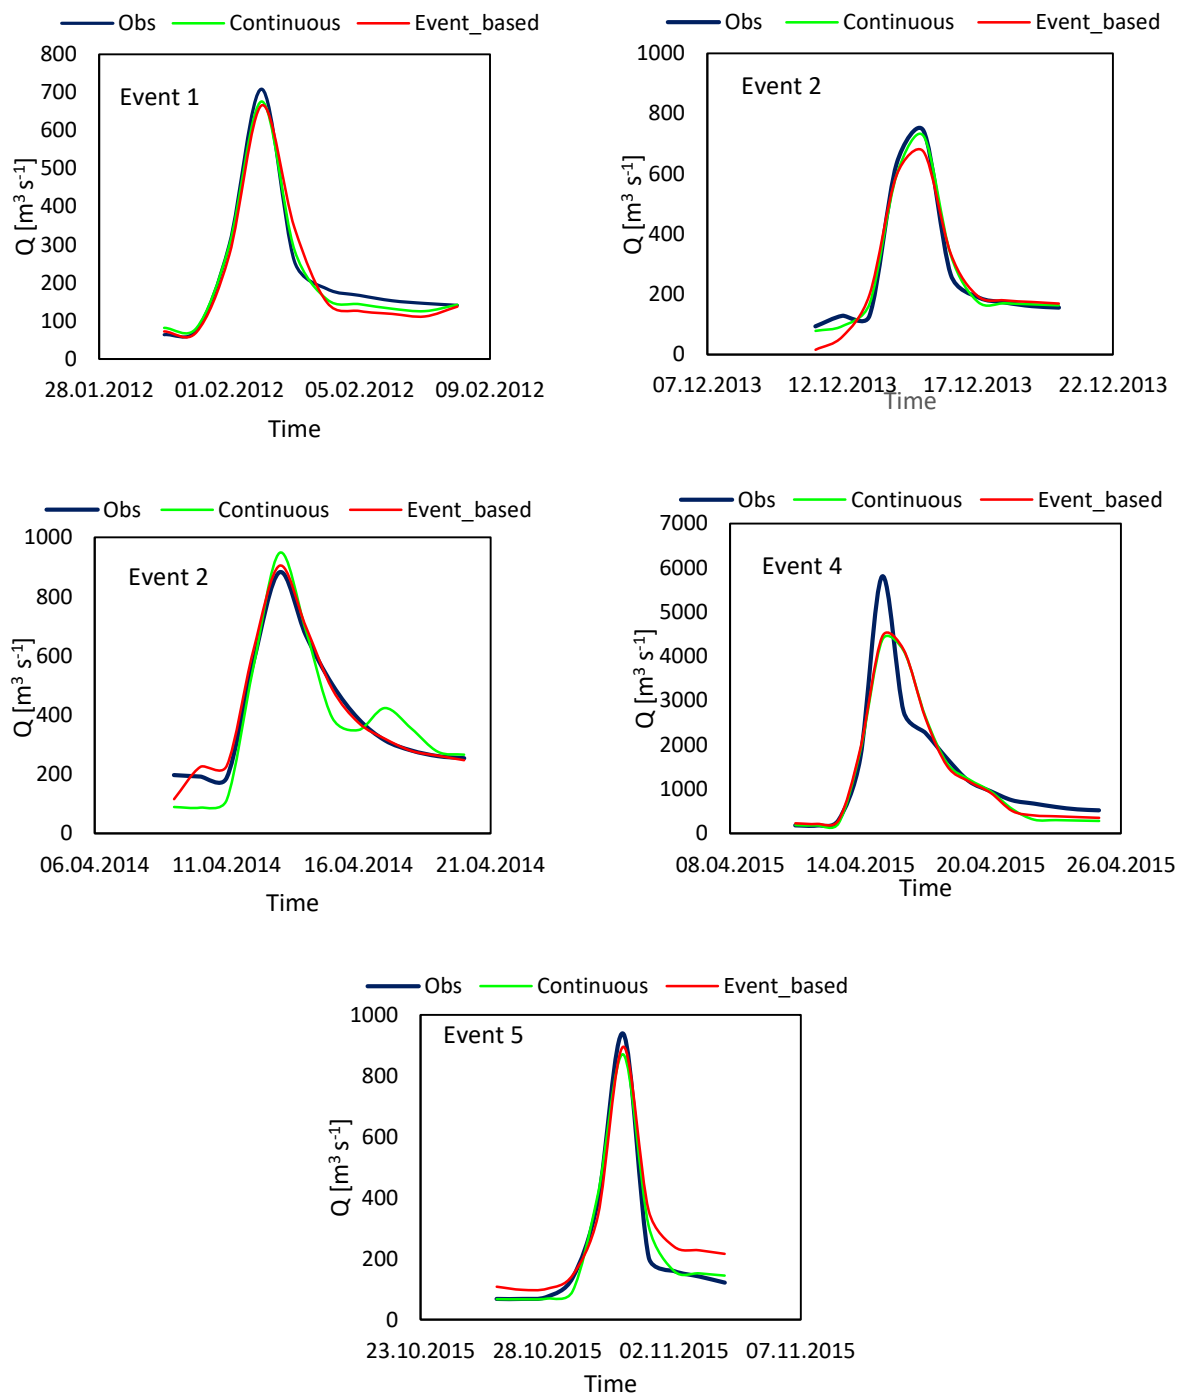 Obs Continuous Event_based
800
700
600
500
400
300
200
100
0
Q [m³ s⁻¹]
Event 1
28.01.2012 01.02.2012 05.02.2012 09.02.2012
Time
Obs Continuous Event_based
1000
800
600
400
200
0
Q [m³ s⁻¹]
Event 2
07.12.2013 12.12.2013 17.12.2013 22.12.2013
Time
Obs Continuous Event_based
1000
800
600
400
200
0
Q [m³ s⁻¹]
Event 2
06.04.2014 11.04.2014 16.04.2014 21.04.2014
Time
Obs Continuous Event_based
7000
6000
5000
4000
3000
2000
1000
0
Q [m³ s⁻¹]
Event 4
08.04.2015 14.04.2015 20.04.2015 26.04.2015
Time
Obs Continuous Event_based
1000
800
600
400
200
0
Q [m³ s⁻¹]
Event 5
23.10.2015 28.10.2015 02.11.2015 07.11.2015
Time